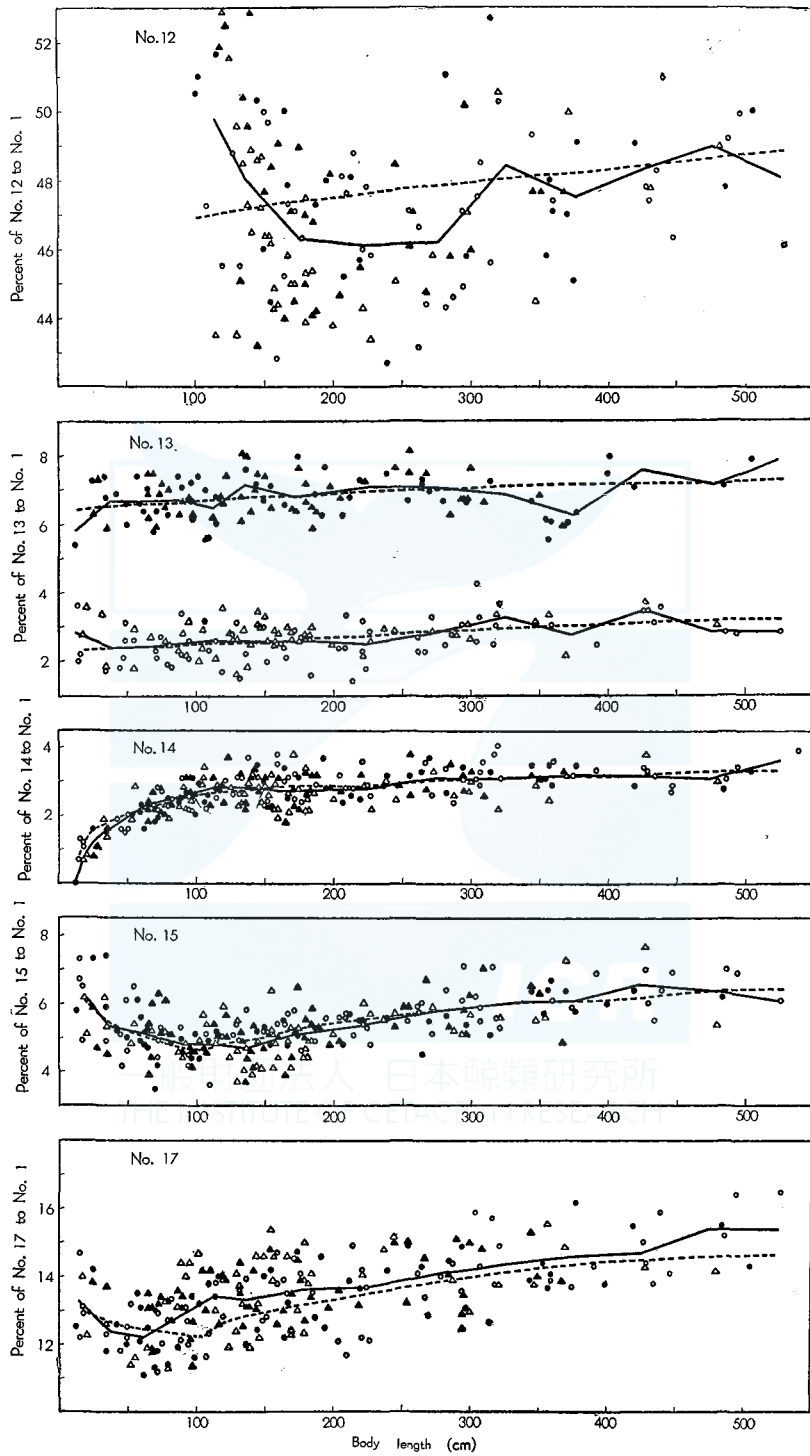 No.12
Percent of No.12 to No. 1
52
50
48
46
44
100 200 300 400 500
No. 13
Percent of No. 13 to No. 1
8
6
4
2
100 200 300 400 500
No. 14
Percent of No. 14 to No. 1
4
2
100 200 300 400 500
No. 15
Percent of No. 15 to No. 1
8
6
4
100 200 300 400 500
ICR
一般財団法人 日本鯨類研究所
THE INSTITUTE OF CETACEAN RESEARCH
No. 17
Percent of No. 17 to No. 1
16
14
12
0 100 200 300 400 500
Body length (cm)